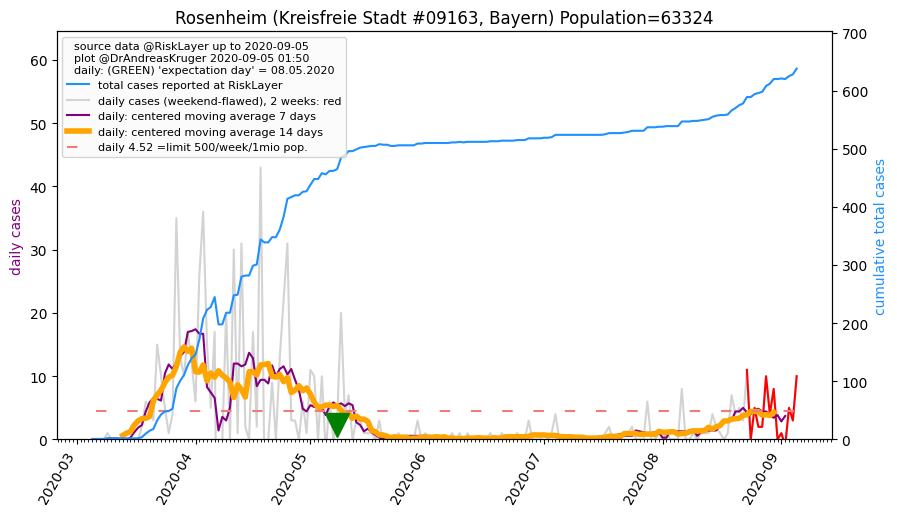 Rosenheim (Kreisfreie Stadt #09163, Bayern) Population=63324
source data @RiskLayer up to 2020-09-05
plot @DrAndreasKruger 2020-09-05 01:50
daily: (GREEN) 'expectation day' = 08.05.2020
total cases reported at RiskLayer
daily cases (weekend-flawed), 2 weeks: red
daily: centered moving average 7 days
daily: centered moving average 14 days
daily 4.52 =limit 500/week/1mio pop.
daily cases
60
50
40
30
20
10
0
cumulative total cases
700
600
500
400
300
200
100
0
2020-03
2020-04
2020-05
2020-06
2020-07
2020-08
2020-09